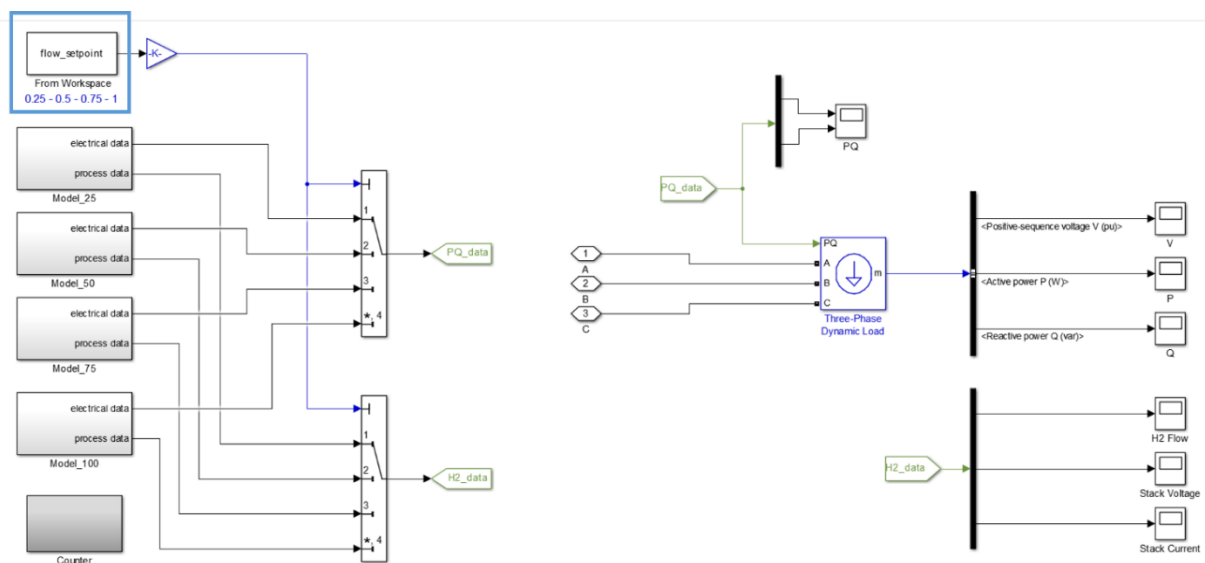 flow_setpoint
-K-
From Workspace
0.25 - 0.5 - 0.75 - 1
electrical data
process data
Model_25
electrical data
process data
Model_50
electrical data
process data
Model_75
electrical data
process data
Model_100
Counter
1
2
3
*, 4
PQ_data
1
2
3
*, 4
H2_data
PQ_data
PQ
1
A
2
B
3
C
PQ
A
B
C
m
Three-Phase
Dynamic Load
<Positive-sequence voltage V (pu)>
V
<Active power P (W)>
P
<Reactive power Q (var)>
Q
H2_data
H2 Flow
Stack Voltage
Stack Current